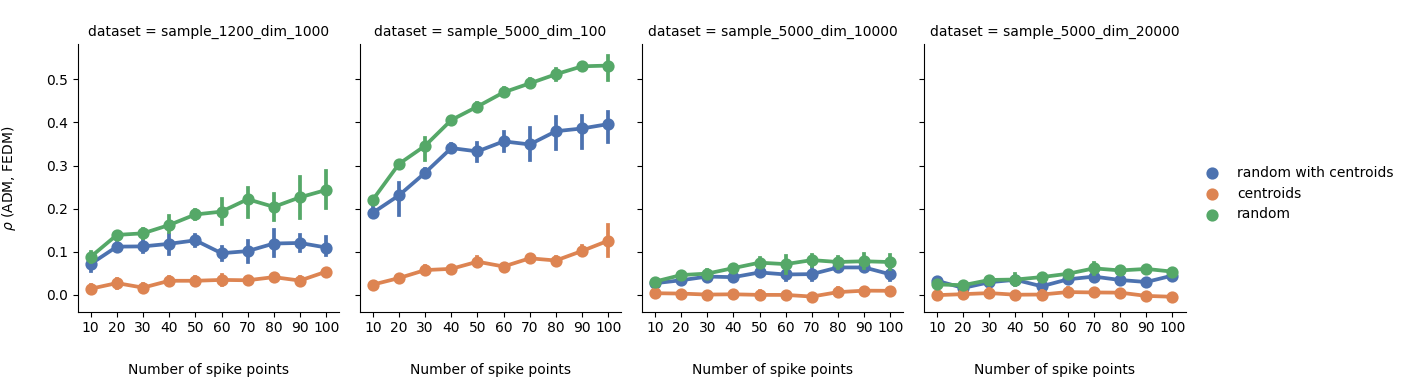 dataset = sample_1200_dim_1000
dataset = sample_5000_dim_100
dataset = sample_5000_dim_10000
dataset = sample_5000_dim_20000
ρ (ADM, FEDM)
0.5
0.4
0.3
0.2
0.1
0.0
10 20 30 40 50 60 70 80 90 100
10 20 30 40 50 60 70 80 90 100
10 20 30 40 50 60 70 80 90 100
10 20 30 40 50 60 70 80 90 100
Number of spike points
Number of spike points
Number of spike points
Number of spike points
random with centroids
centroids
random